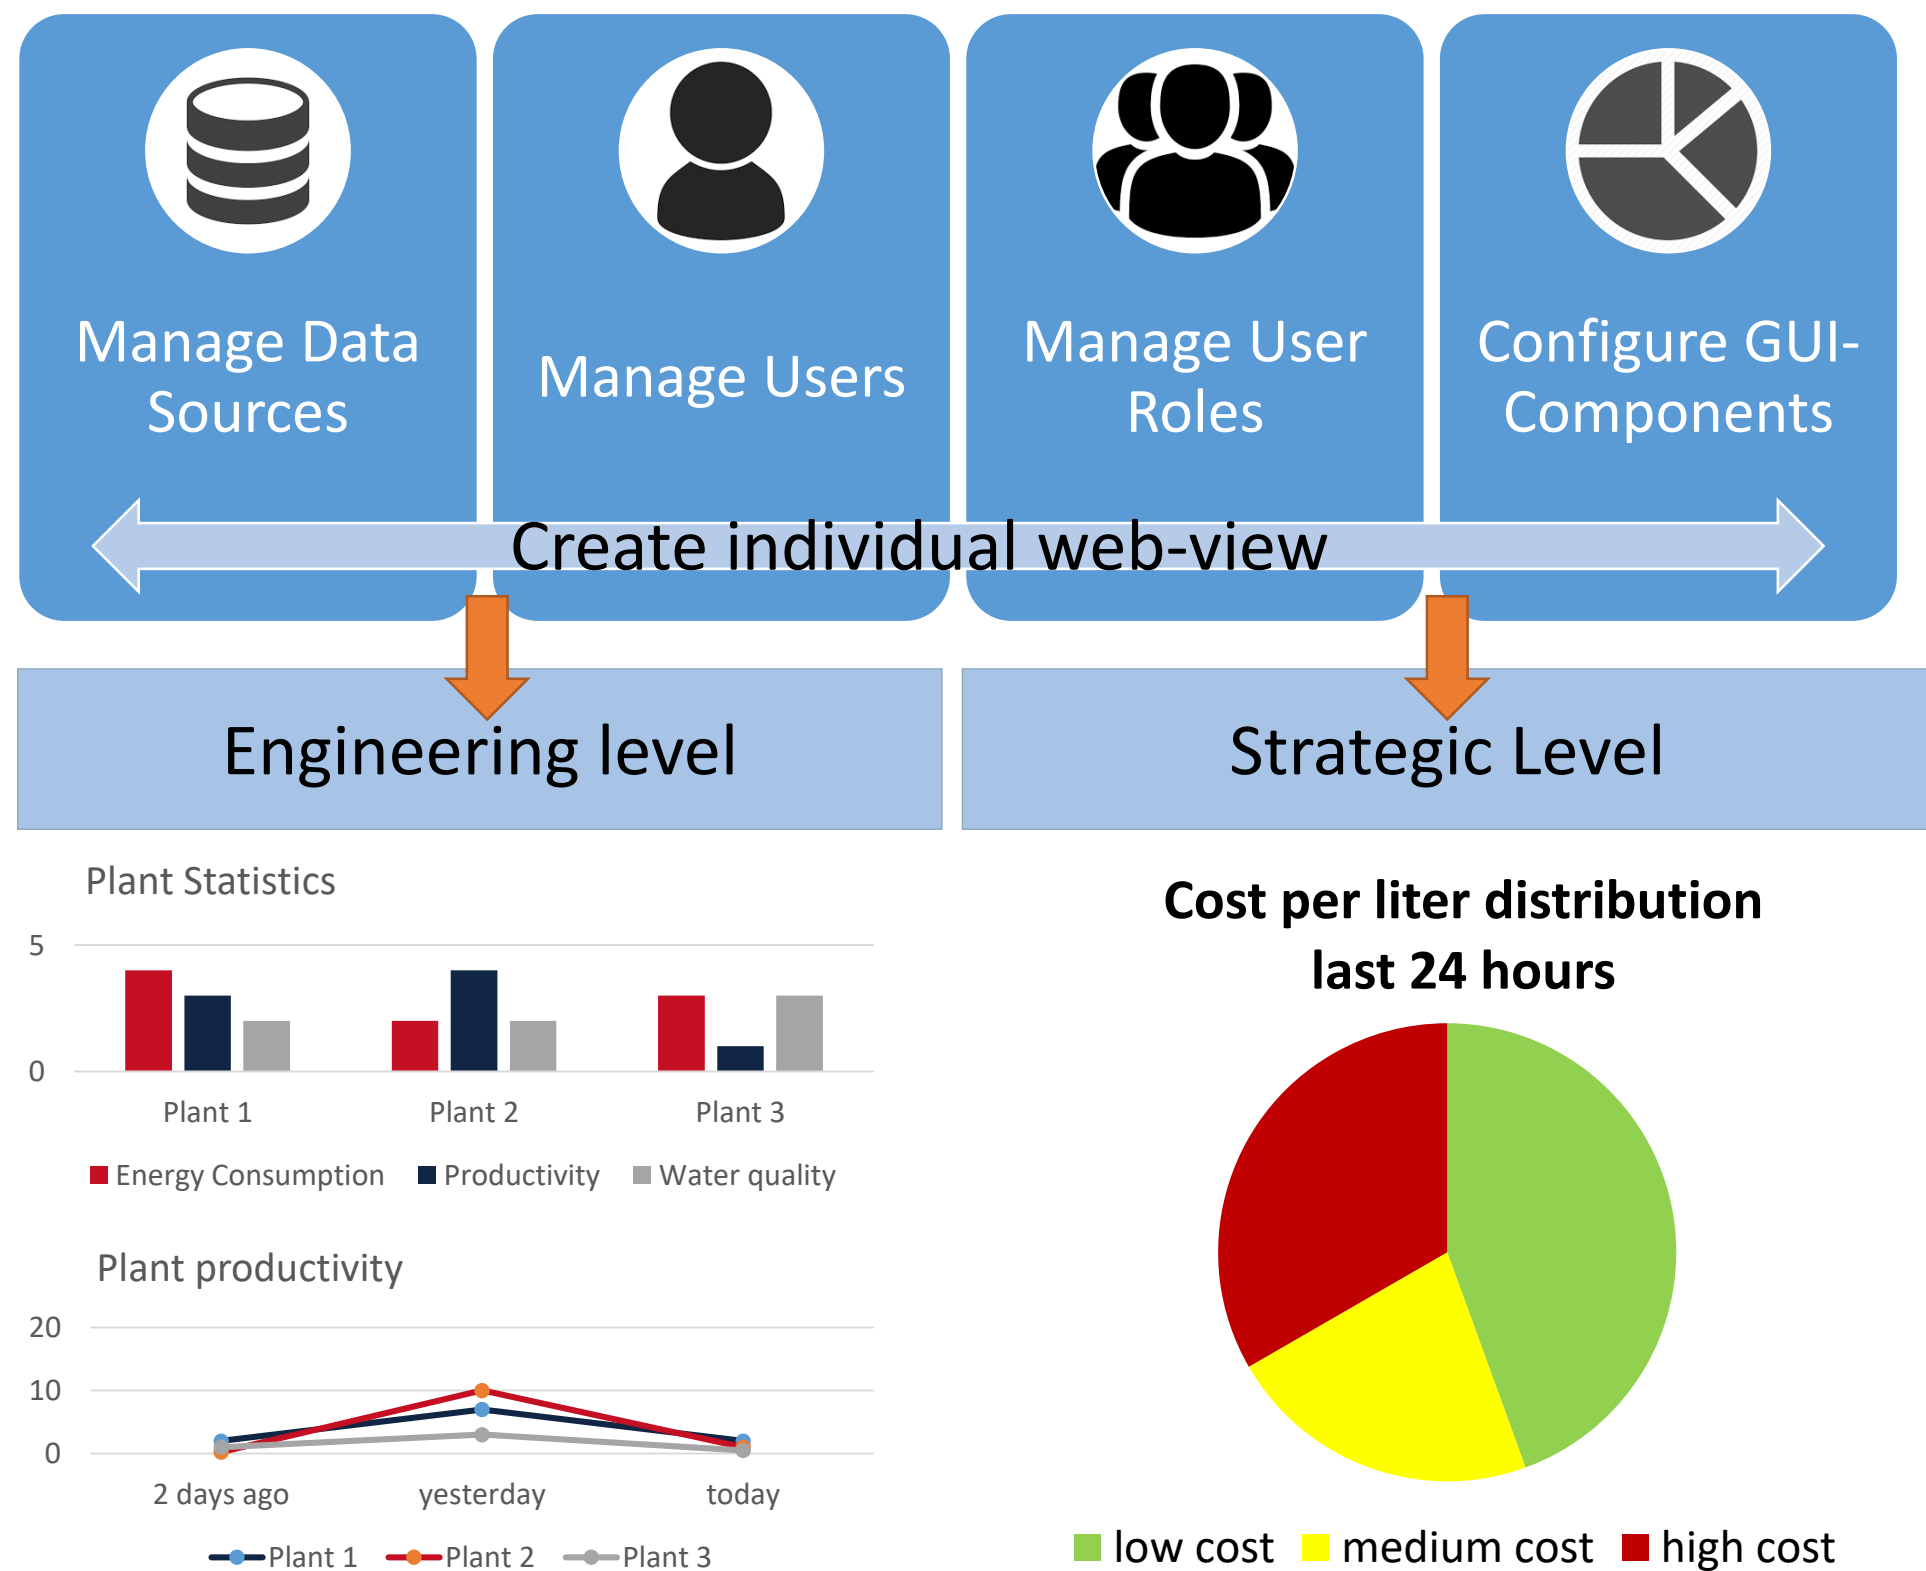 Manage Data
Sources
Manage Users
Manage User
Roles
Configure GUI-
Components
Create individual web-view
Engineering level
Strategic Level
Plant Statistics
5
0
Plant 1
Plant 2
Plant 3
Energy Consumption
Productivity
Water quality
Plant productivity
20
10
0
2 days ago
yesterday
today
Plant 1
Plant 2
Plant 3
Cost per liter distribution
last 24 hours
low cost
medium cost
high cost